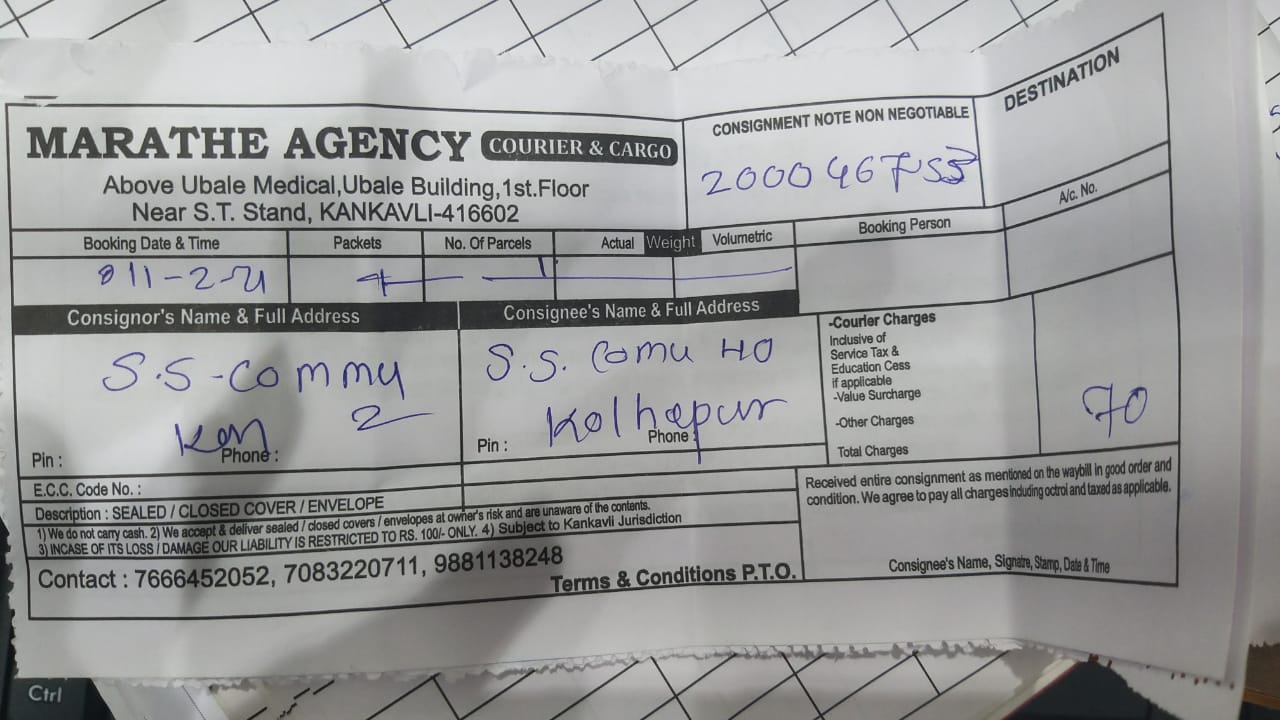 MARATHE AGENCY COURIER & CARGO
Above Ubale Medical,Ubale Building,1st.Floor
Near S.T. Stand, KANKAVLI-416602
CONSIGNMENT NOTE NON NEGOTIABLE
DESTINATION
A/c. No.
Booking Date & Time Packets No. Of Parcels Actual Weight Volumetric Booking Person
11-2-21
Consignor's Name & Full Address Consignee's Name & Full Address
S.S. Comu HO
Kolhapur
Pin : Phone :
Pin : Phone :
-Courier Charges
Inclusive of
Service Tax &
Education Cess
if applicable
-Value Surcharge
-Other Charges
Total Charges
70
E.C.C. Code No. :
Description : SEALED / CLOSED COVER / ENVELOPE
1) We do not carry cash. 2) We accept & deliver sealed / closed covers / envelopes at owner's risk and are unaware of the contents.
3) INCASE OF ITS LOSS / DAMAGE OUR LIABILITY IS RESTRICTED TO RS. 100/- ONLY. 4) Subject to Kankavli Jurisdiction
Contact : 7666452052, 7083220711, 9881138248
Terms & Conditions P.T.O.
Received entire consignment as mentioned on the waybill in good order and
condition. We agree to pay all charges including octroi and taxed as applicable.
Consignee's Name, Signatre, Stamp, Date & Time
Ctrl